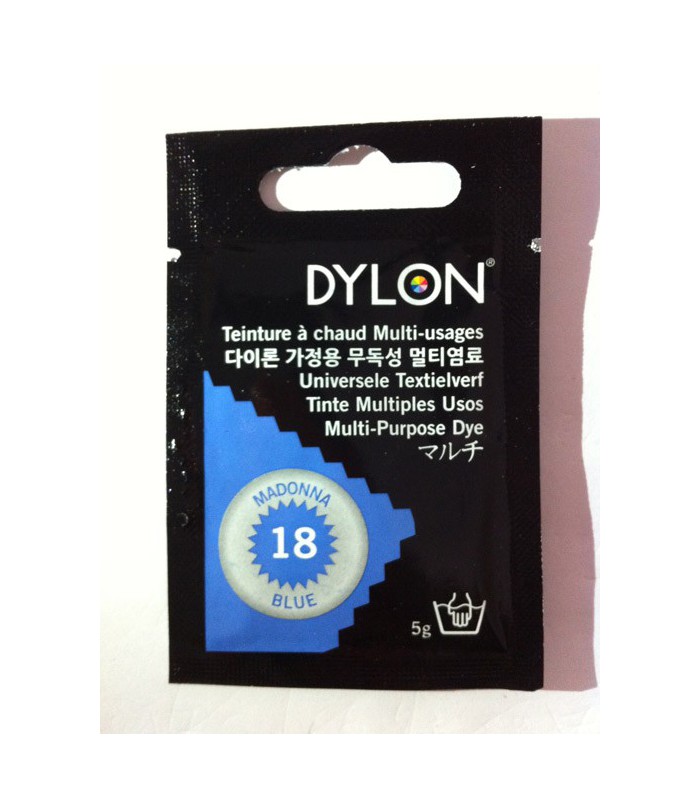 DYLON®
Teinture à chaud Multi-usages
다이론 가정용 무독성 멀티염료
Universele Textielverf
Tinte Multiples Usos
Multi-Purpose Dye
マルチ
MADONNA
18
BLUE
5g